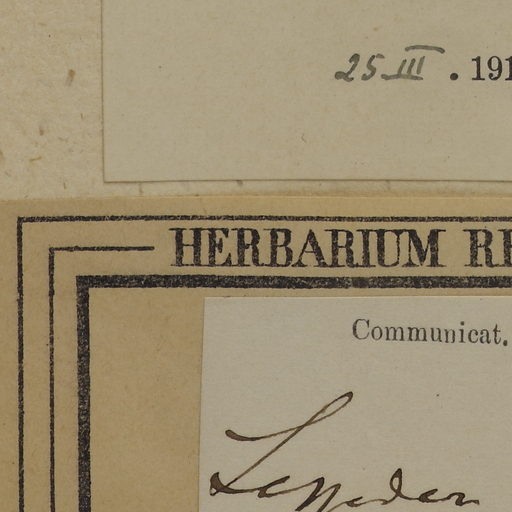 25 III . 191
HERBARIUM RE
Communicat.